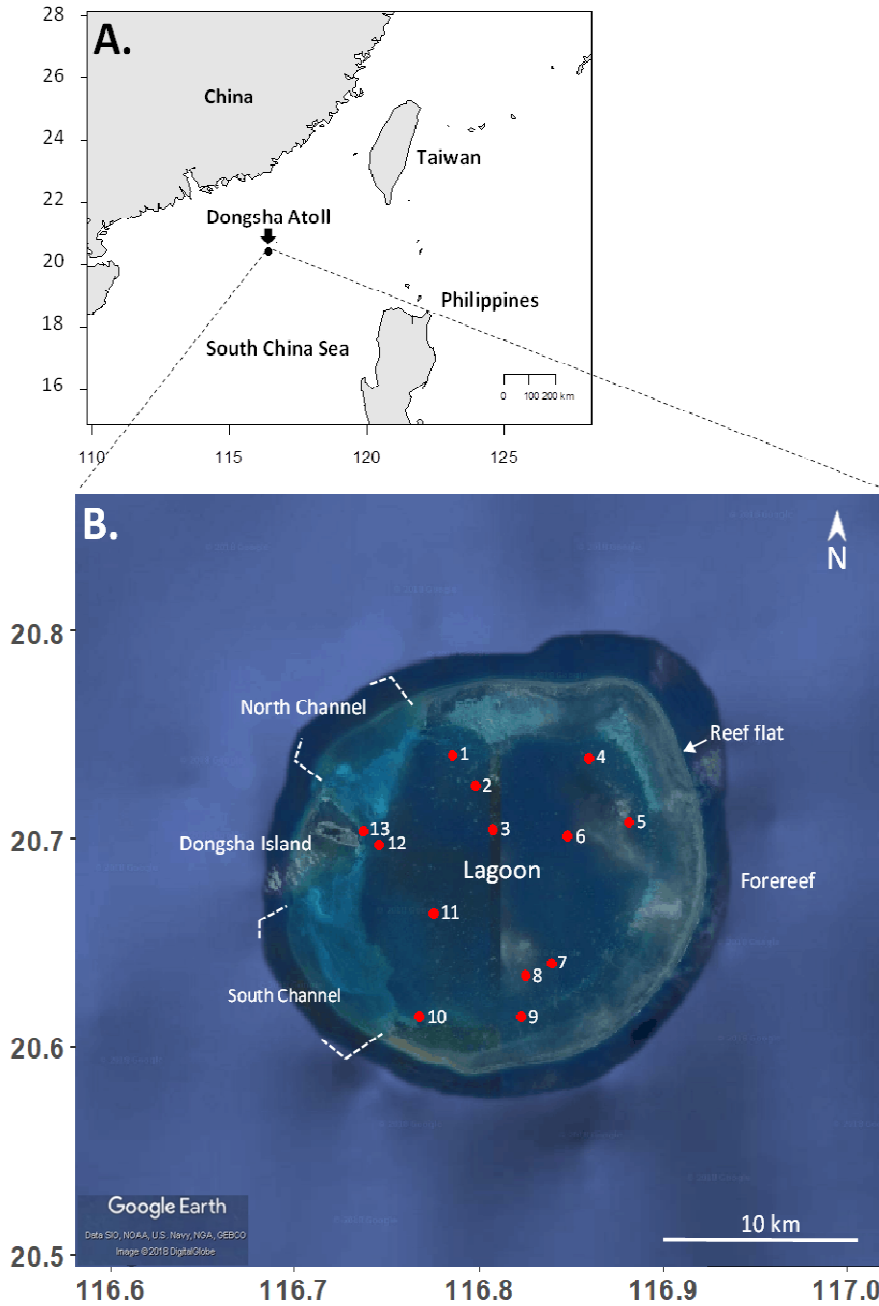 A.
28
26
24
22
20
18
16
China
Taiwan
Dongsha Atoll
Philippines
South China Sea
0 100 200 km
110 115 120 125
B.
N
20.8
20.7
20.6
20.5
North Channel
Reef flat
1
4
2
13
3
5
12
6
Dongsha Island
Lagoon
Forereef
11
7
8
South Channel
10
9
Google Earth
Data SIO, NOAA, U.S. Navy, NGA, GEBCO
Image © 2018 DigitalGlobe
10 km
116.6 116.7 116.8 116.9 117.0